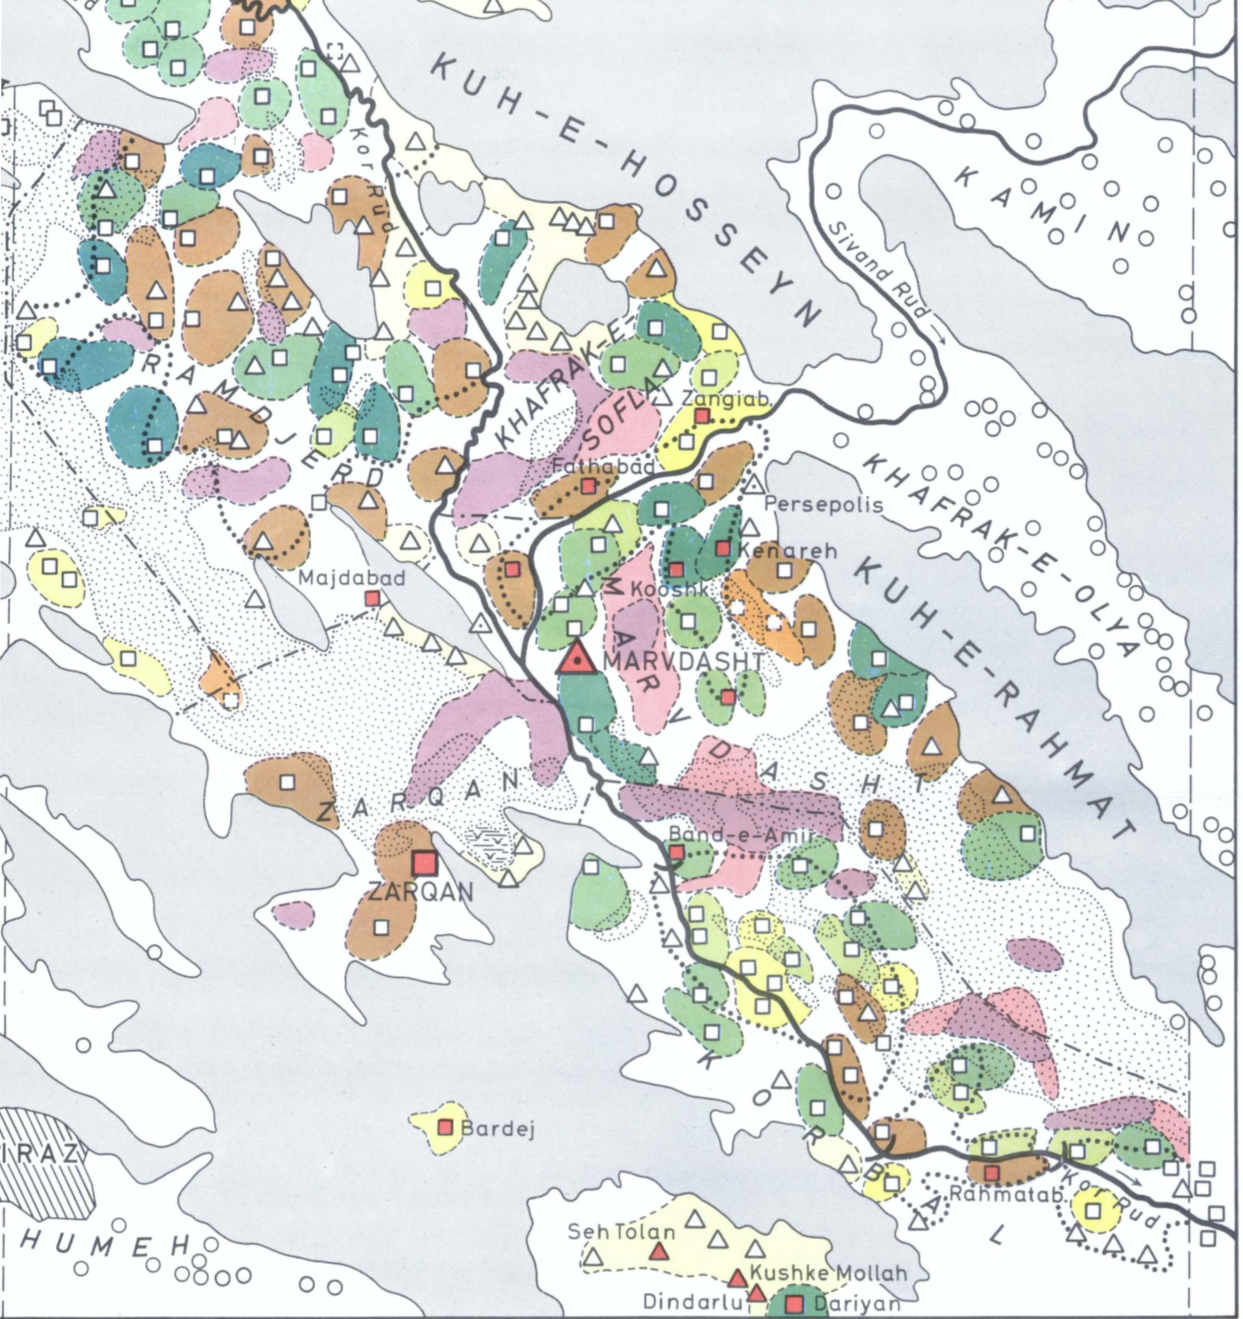 KUH-E-HOSSEYN
KAMIN
Kor Rud
Sivand Rud
RAMDJERD
KHAFRAK-E-
SOFLA
Zangiab.
Fathabad
Persepolis
KHAFRAK-E-OLYA
Kenareh
Kooshk
Majdabad
KUH-E-RAHMAT
MARVDASHT
MARVDASHT
ZARQAN
Band-e-Amir
ZARQAN
KORBAL
Bardej
IRAZ
Rahmatab.
Kor Rud
HUMEH
Seh Tolan
Kushke Mollah
Dindarlu
Dariyan